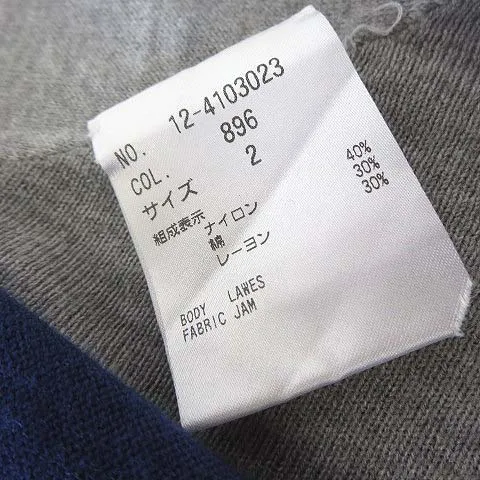 NO. 12-4103023
COL. 896
サイズ 2
組成表示 ナイロン 40%
綿 30%
レーヨン 30%
BODY LAWES
FABRIC JAM